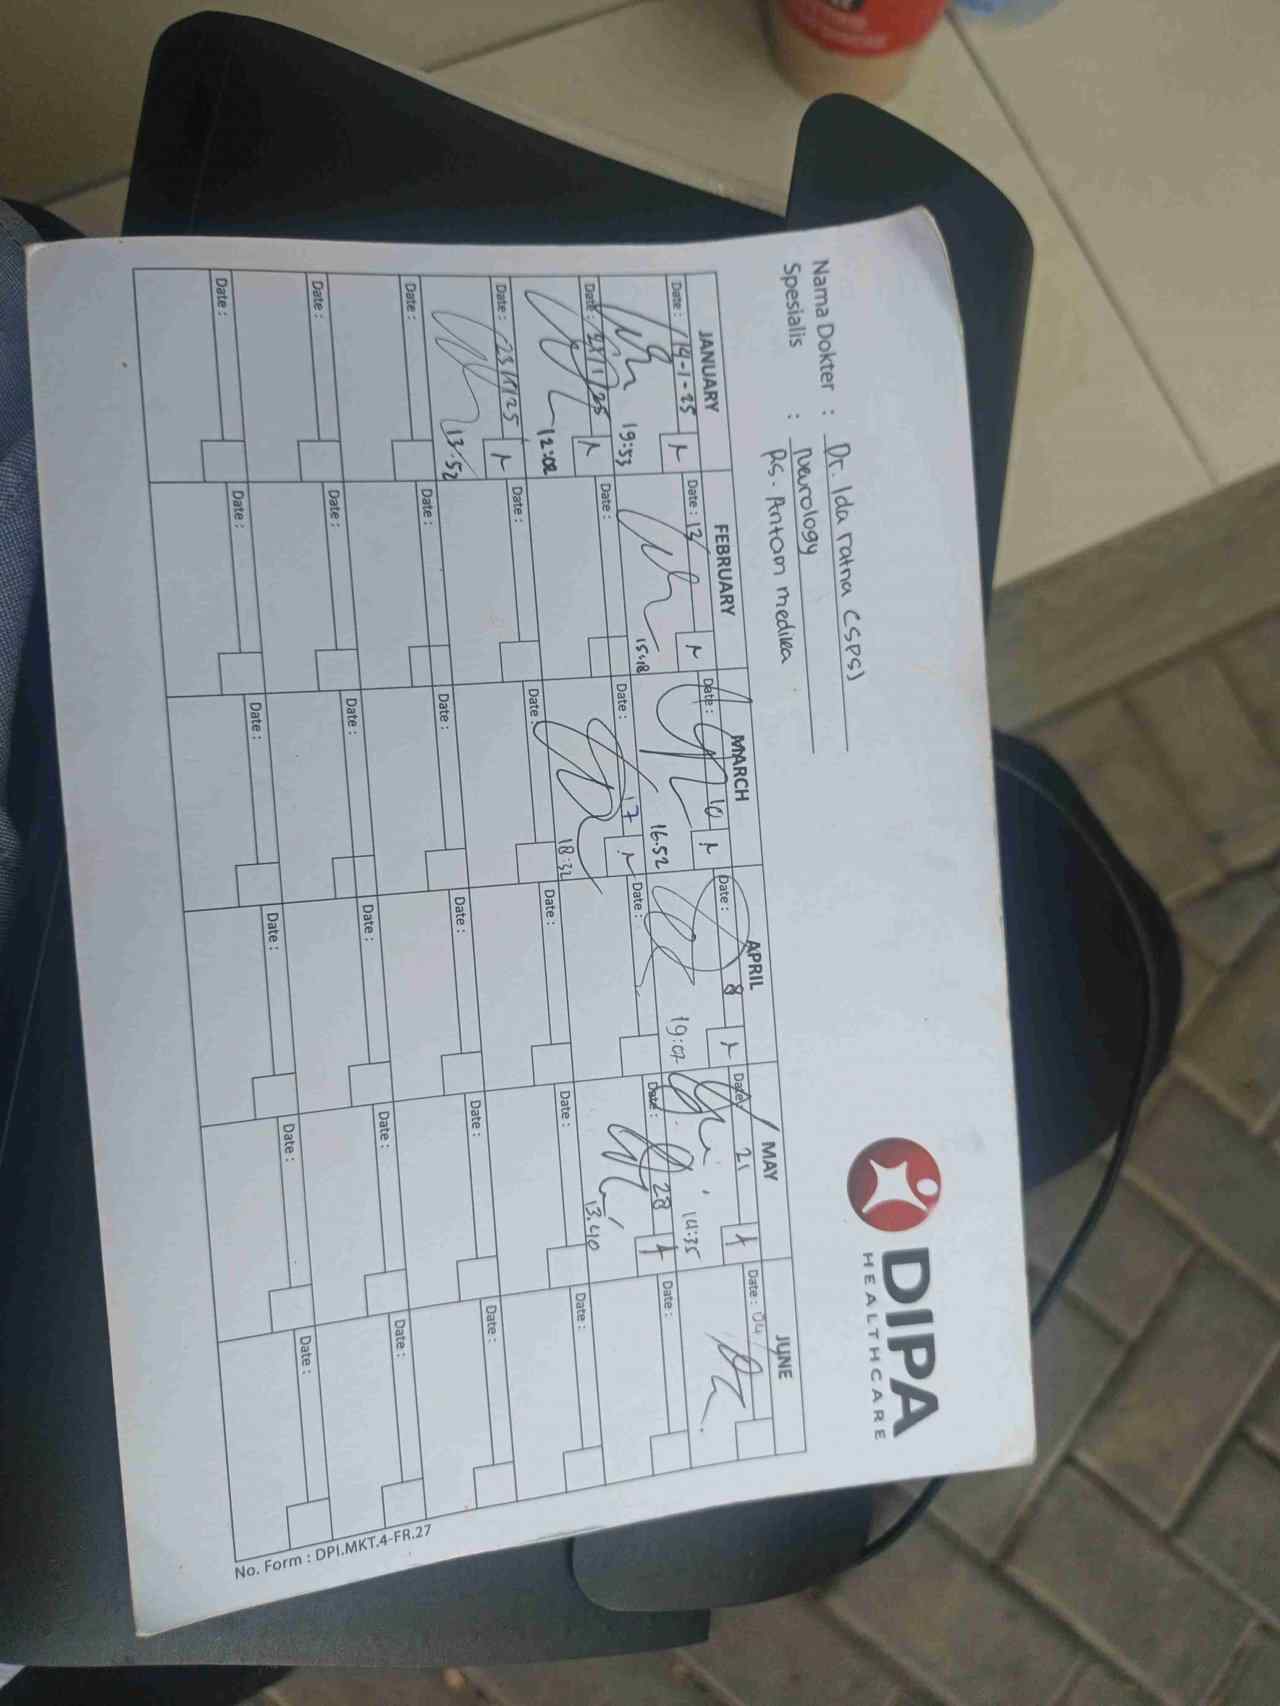 DIPA
HEALTHCARE
Nama Dokter : Dr. Ida ratna (SPS)
Spesialis : Neurology
RS. Antam medika
JANUARY FEBRUARY MARCH APRIL MAY JUNE
Date : 14-1-25 Date : 13 Date : 10 Date : 8 Date : 21 Date : 04
19:53 15:18 16.52 19:07 14:35
Date : Date : Date : 17 Date : Date : 28 Date :
12:02 18:32 13.40
Date : 23/1/25 Date : Date : Date : Date : Date :
13.52
Date : Date : Date : Date : Date : Date :
Date : Date : Date : Date : Date : Date :
Date : Date : Date : Date : Date : Date :
No. Form : DPI.MKT.4-FR.27